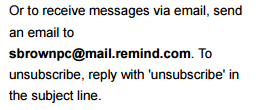 Or to receive messages via email, send
an email to
sbrownpc@mail.remind.com. To
unsubscribe, reply with 'unsubscribe' in
the subject line.